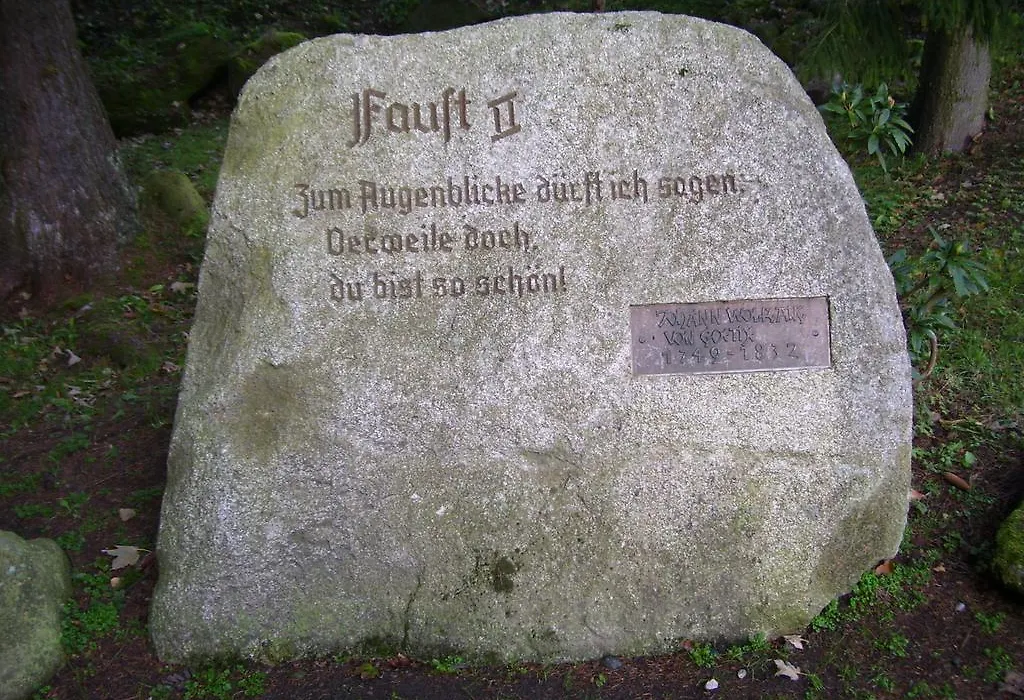 Faust II
Zum Augenblicke dürft ich sagen:
Verweile doch,
du bist so schön!
JOHANN WOLFGANG
VON GOETHE
1749-1832